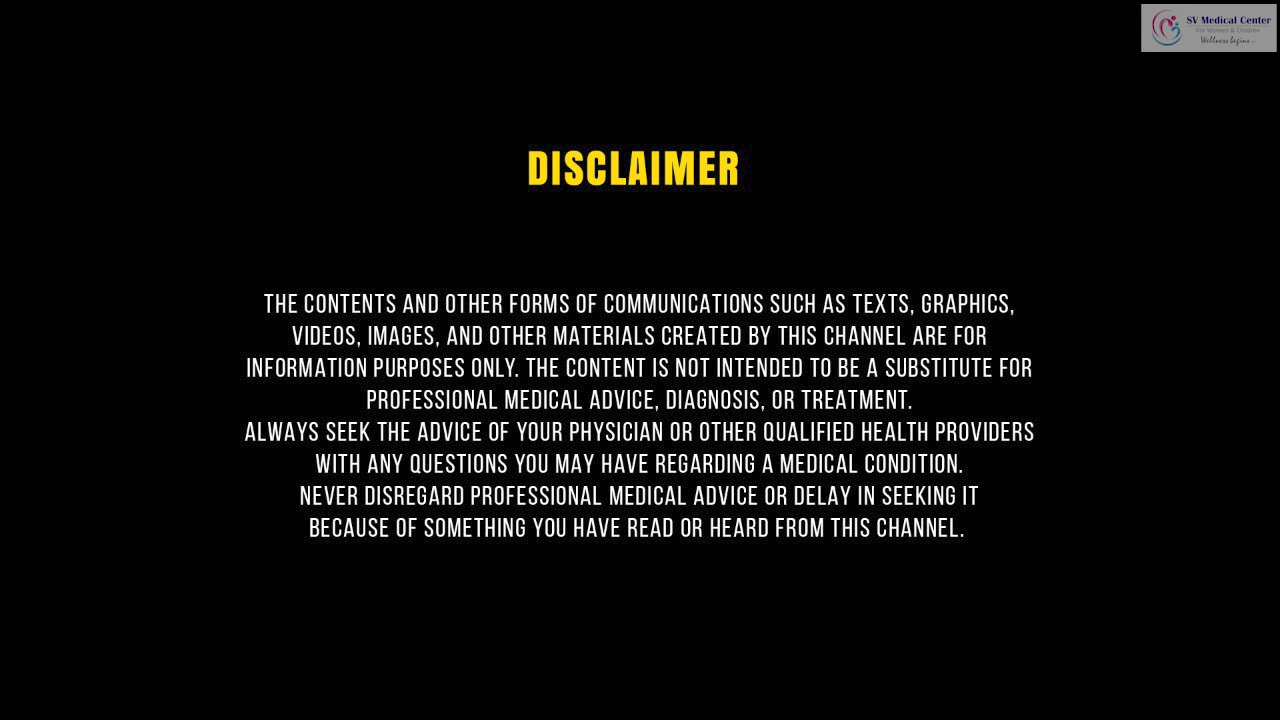 SV Medical Center
For Women & Children
Wellness begins...
DISCLAIMER
THE CONTENTS AND OTHER FORMS OF COMMUNICATIONS SUCH AS TEXTS, GRAPHICS,
VIDEOS, IMAGES, AND OTHER MATERIALS CREATED BY THIS CHANNEL ARE FOR
INFORMATION PURPOSES ONLY. THE CONTENT IS NOT INTENDED TO BE A SUBSTITUTE FOR
PROFESSIONAL MEDICAL ADVICE, DIAGNOSIS, OR TREATMENT.
ALWAYS SEEK THE ADVICE OF YOUR PHYSICIAN OR OTHER QUALIFIED HEALTH PROVIDERS
WITH ANY QUESTIONS YOU MAY HAVE REGARDING A MEDICAL CONDITION.
NEVER DISREGARD PROFESSIONAL MEDICAL ADVICE OR DELAY IN SEEKING IT
BECAUSE OF SOMETHING YOU HAVE READ OR HEARD FROM THIS CHANNEL.